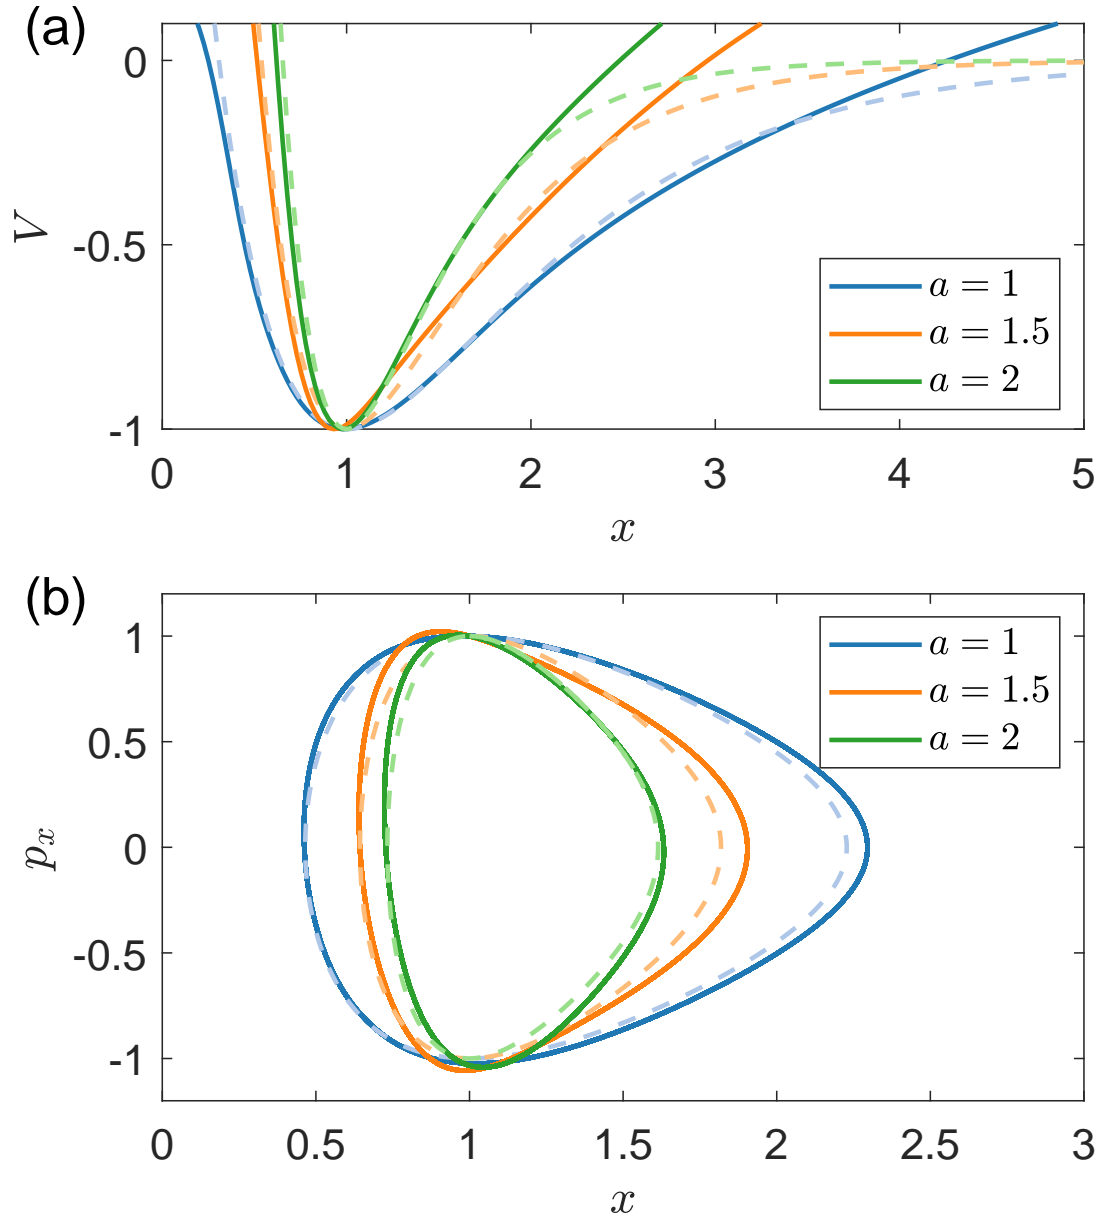 (a)
0
-0.5
-1
V
0 1 2 3 4 5
x
a = 1
a = 1.5
a = 2
(b)
1
0.5
0
-0.5
-1
p_x
0 0.5 1 1.5 2 2.5 3
x
a = 1
a = 1.5
a = 2